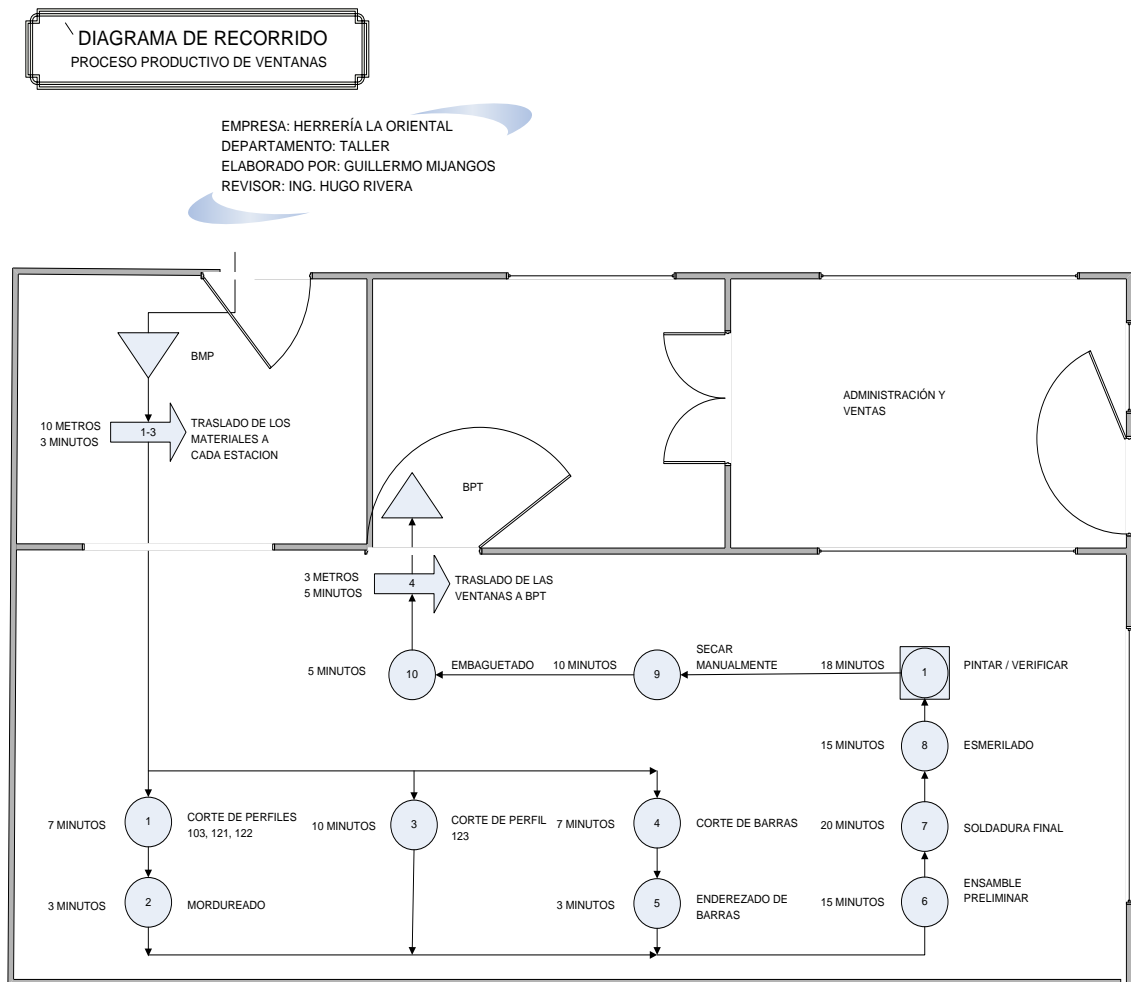 DIAGRAMA DE RECORRIDO
PROCESO PRODUCTIVO DE VENTANAS
EMPRESA: HERRERÍA LA ORIENTAL
DEPARTAMENTO: TALLER
ELABORADO POR: GUILLERMO MIJANGOS
REVISOR: ING. HUGO RIVERA
BMP
10 METROS
3 MINUTOS
1-3
TRASLADO DE LOS
MATERIALES A
CADA ESTACION
BPT
ADMINISTRACIÓN Y
VENTAS
3 METROS
5 MINUTOS
4
TRASLADO DE LAS
VENTANAS A BPT
5 MINUTOS
10
EMBAGUETADO
10 MINUTOS
9
SECAR
MANUALMENTE
18 MINUTOS
1
PINTAR / VERIFICAR
15 MINUTOS
8
ESMERILADO
7 MINUTOS
1
CORTE DE PERFILES
103, 121, 122
10 MINUTOS
3
CORTE DE PERFIL
123
7 MINUTOS
4
CORTE DE BARRAS
20 MINUTOS
7
SOLDADURA FINAL
3 MINUTOS
2
MORDUREADO
3 MINUTOS
5
ENDEREZADO DE
BARRAS
15 MINUTOS
6
ENSAMBLE
PRELIMINAR